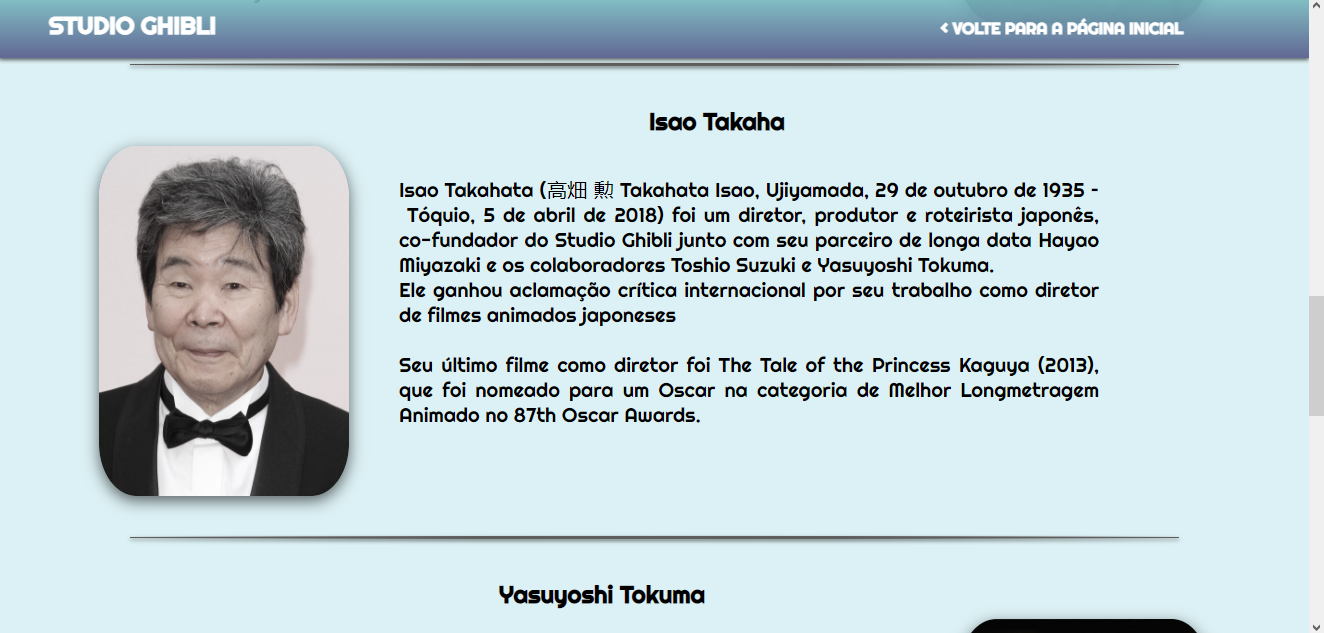 STUDIO GHIBLI
< VOLTE PARA A PÁGINA INICIAL
Isao Takaha
Isao Takahata (高畑 勲 Takahata Isao, Ujiyamada, 29 de outubro de 1935 –
Tóquio, 5 de abril de 2018) foi um diretor, produtor e roteirista japonês,
co-fundador do Studio Ghibli junto com seu parceiro de longa data Hayao
Miyazaki e os colaboradores Toshio Suzuki e Yasuyoshi Tokuma.
Ele ganhou aclamação crítica internacional por seu trabalho como diretor
de filmes animados japoneses
Seu último filme como diretor foi The Tale of the Princess Kaguya (2013),
que foi nomeado para um Oscar na categoria de Melhor Longmetragem
Animado no 87th Oscar Awards.
Yasuyoshi Tokuma